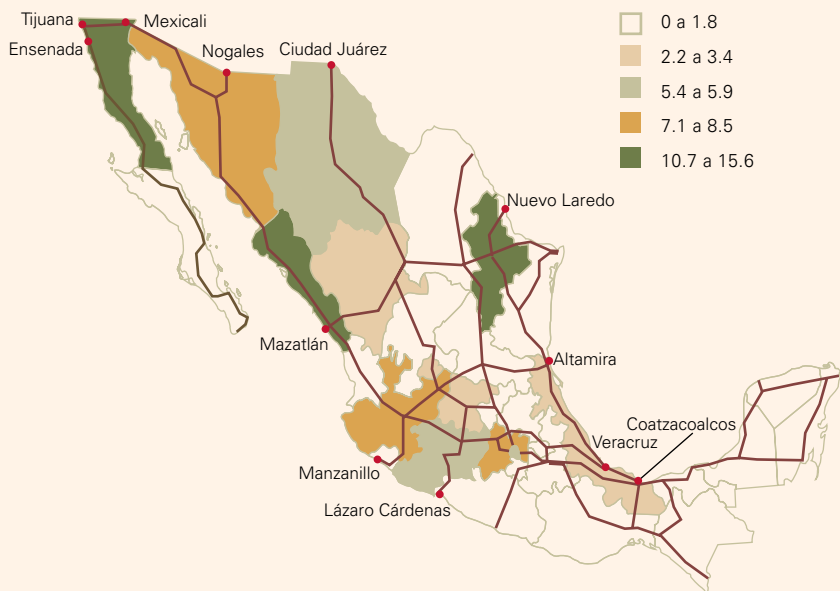 Tijuana
Mexicali
Ensenada
Nogales
Ciudad Juárez
0 a 1.8
2.2 a 3.4
5.4 a 5.9
7.1 a 8.5
10.7 a 15.6
Nuevo Laredo
Mazatlán
Altamira
Coatzacoalcos
Veracruz
Manzanillo
Lázaro Cárdenas